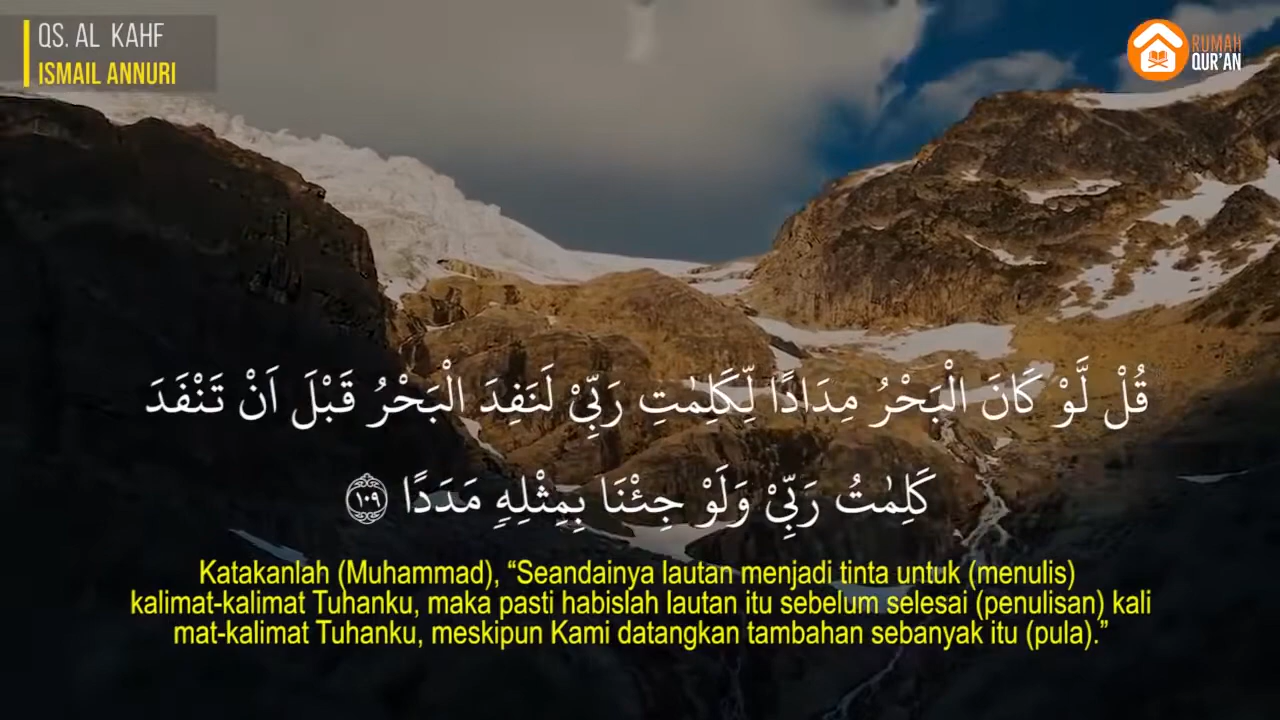 QS. AL KAHF
ISMAIL ANNURI
RUMAH
QUR'AN
قُلْ لَّوْ كَانَ الْبَحْرُ مِدَادًا لِّكَلِمٰتِ رَبِّيْ لَنَفِدَ الْبَحْرُ قَبْلَ اَنْ تَنْفَدَ
كَلِمٰتُ رَبِّيْ وَلَوْ جِئْنَا بِمِثْلِهٖ مَدَدًا ١٠٩
Katakanlah (Muhammad), “Seandainya lautan menjadi tinta untuk (menulis)
kalimat-kalimat Tuhanku, maka pasti habislah lautan itu sebelum selesai (penulisan) kali
mat-kalimat Tuhanku, meskipun Kami datangkan tambahan sebanyak itu (pula).”